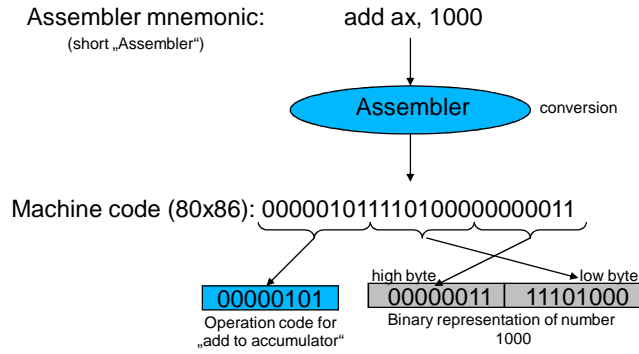 Assembler mnemonic: add ax, 1000
(short „Assembler“)
Assembler conversion
Machine code (80x86): 000001011110100000000011
high byte low byte
00000101 00000011 11101000
Operation code for Binary representation of number
„add to accumulator“ 1000